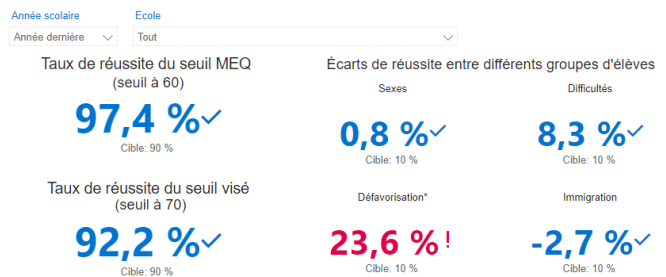 Année scolaire
École
Année dernière
Tout
Taux de réussite du seuil MEQ
(seuil à 60)
97,4 %
Cible: 90 %
Écarts de réussite entre différents groupes d'élèves
Sexes
Difficultés
0,8 %
8,3 %
Cible: 10 %
Cible: 10 %
Taux de réussite du seuil visé
(seuil à 70)
92,2 %
Cible: 90 %
Défavorisation*
Immigration
23,6 % !
-2,7 %
Cible: 10 %
Cible: 10 %